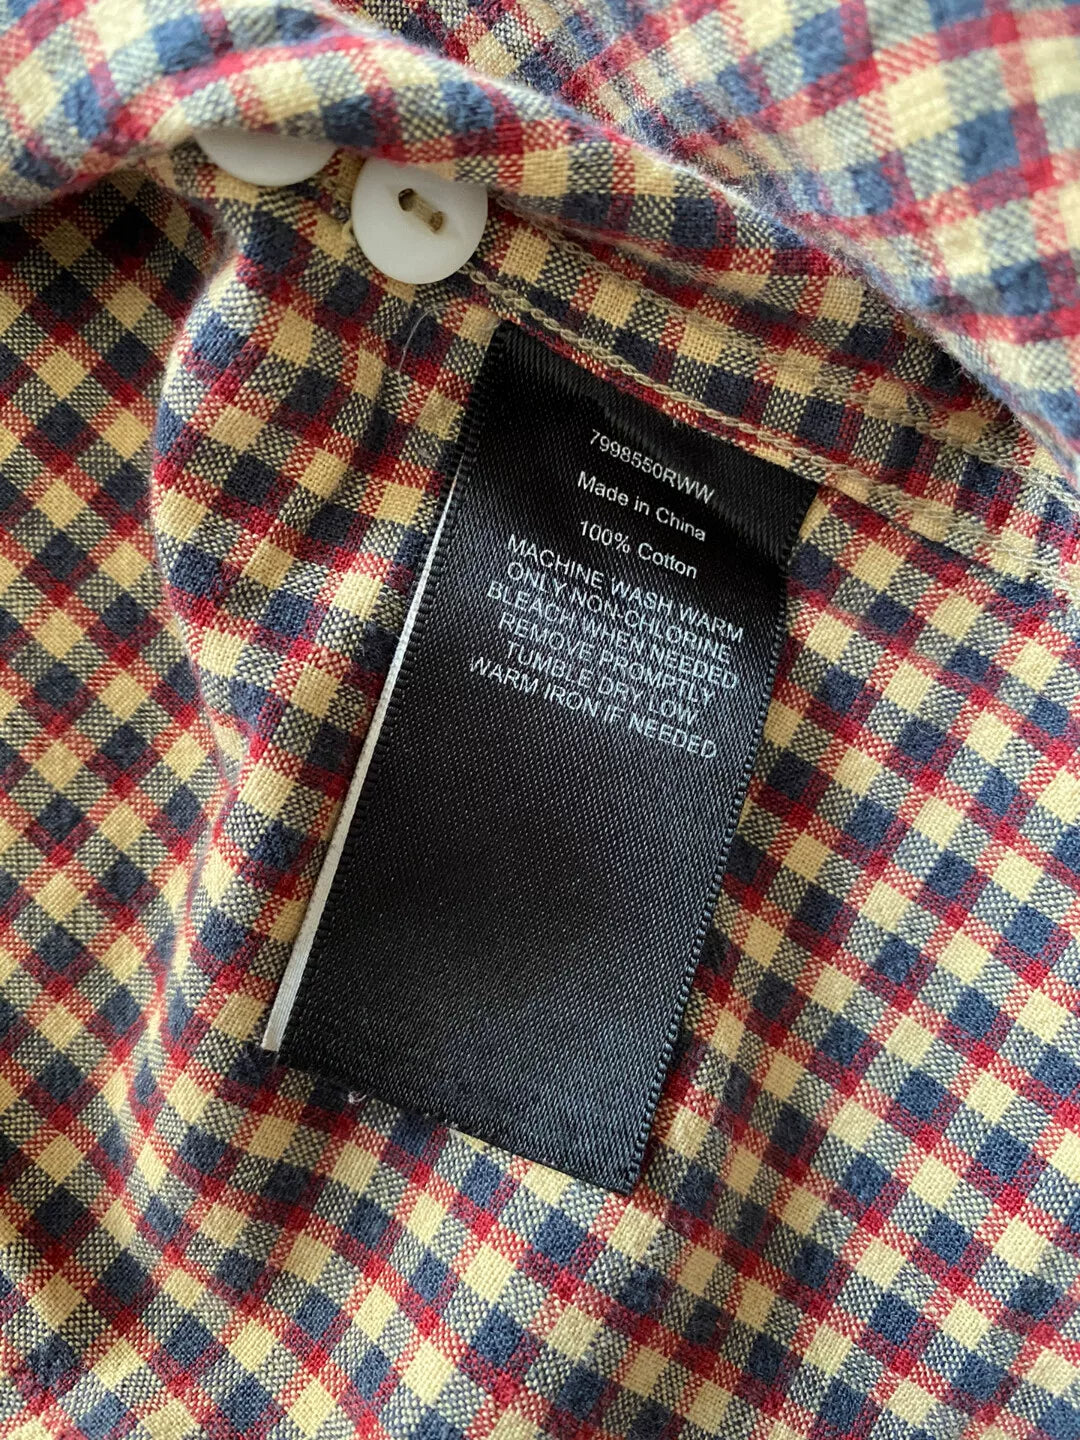 7998550RWW
Made in China
100% Cotton
MACHINE WASH WARM
ONLY NON-CHLORINE
BLEACH WHEN NEEDED
REMOVE PROMPTLY
TUMBLE DRY, LOW
WARM IRON IF NEEDED